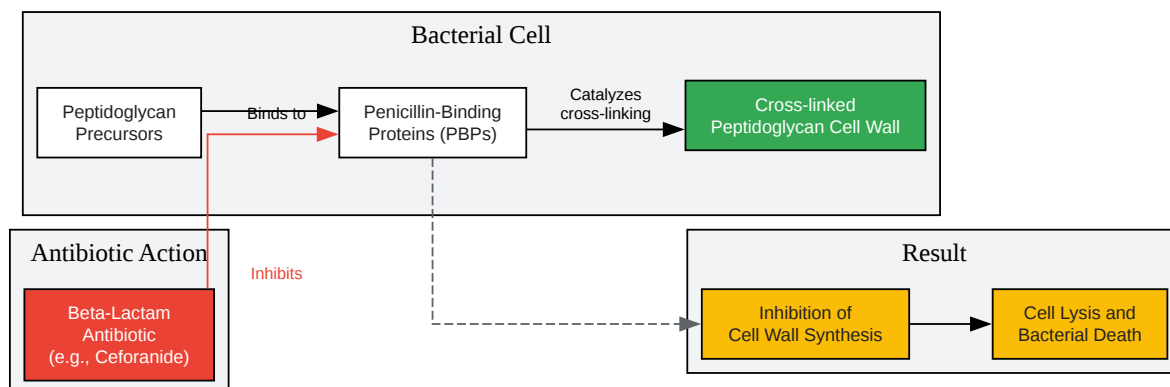 Bacterial Cell
Peptidoglycan
Precursors
Binds to
Penicillin-Binding
Proteins (PBPs)
Catalyzes
cross-linking
Cross-linked
Peptidoglycan Cell Wall
Antibiotic Action
Beta-Lactam
Antibiotic
(e.g., Ceforanide)
Inhibits
Result
Inhibition of
Cell Wall Synthesis
Cell Lysis and
Bacterial Death